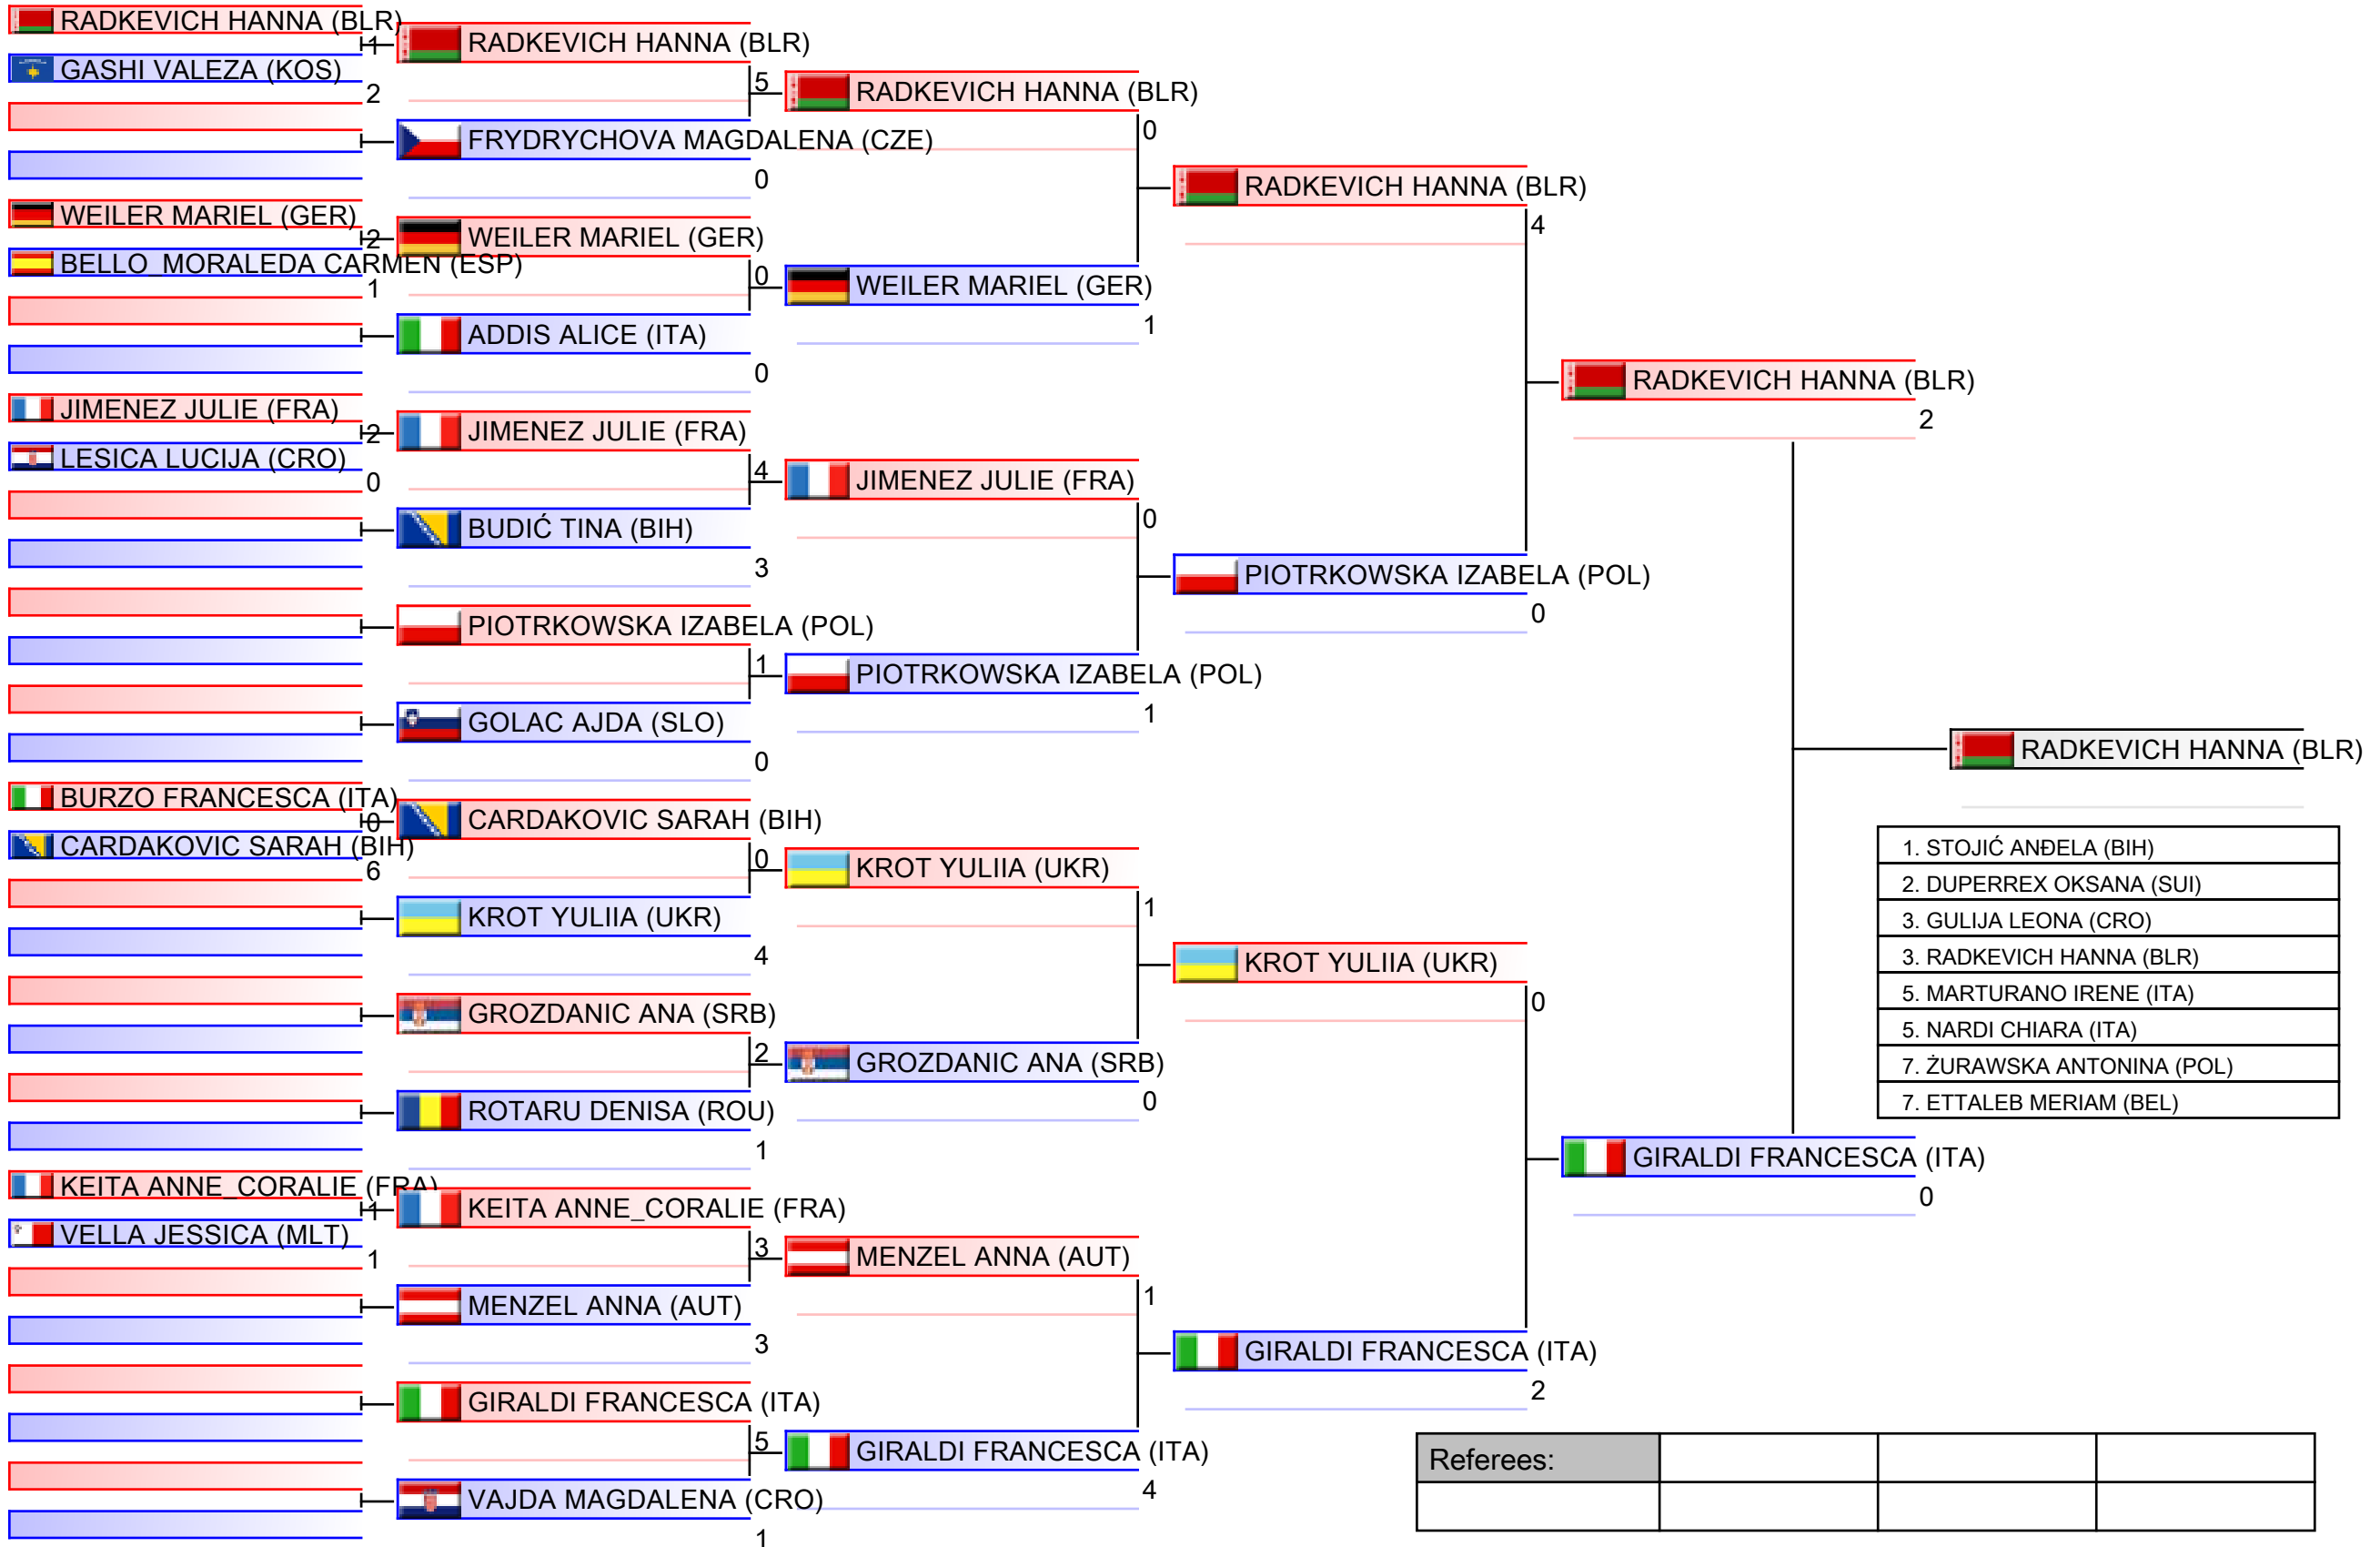 RADKEVICH HANNA (BLR)
1
GASHI VALEZA (KOS)
2
WEILER MARIEL (GER)
2
BELLO MORALEDA CARMEN (ESP)
1
JIMENEZ JULIE (FRA)
2
LESICA LUCIJA (CRO)
0
BURZO FRANCESCA (ITA)
0
CARDAKOVIC SARAH (BIH)
6
KEITA ANNE_CORALIE (FRA)
1
VELLA JESSICA (MLT)
1
RADKEVICH HANNA (BLR)
5
FRYDRYCHOVA MAGDALENA (CZE)
0
WEILER MARIEL (GER)
0
ADDIS ALICE (ITA)
0
JIMENEZ JULIE (FRA)
4
BUDIĆ TINA (BIH)
3
PIOTRKOWSKA IZABELA (POL)
1
GOLAC AJDA (SLO)
0
CARDAKOVIC SARAH (BIH)
0
KROT YULIIA (UKR)
4
GROZDANIC ANA (SRB)
2
ROTARU DENISA (ROU)
1
KEITA ANNE_CORALIE (FRA)
3
MENZEL ANNA (AUT)
3
GIRALDI FRANCESCA (ITA)
5
VAJDA MAGDALENA (CRO)
1
RADKEVICH HANNA (BLR)
0
WEILER MARIEL (GER)
1
JIMENEZ JULIE (FRA)
0
PIOTRKOWSKA IZABELA (POL)
1
KROT YULIIA (UKR)
1
GROZDANIC ANA (SRB)
0
MENZEL ANNA (AUT)
1
GIRALDI FRANCESCA (ITA)
4
RADKEVICH HANNA (BLR)
4
PIOTRKOWSKA IZABELA (POL)
0
KROT YULIIA (UKR)
0
GIRALDI FRANCESCA (ITA)
2
RADKEVICH HANNA (BLR)
2
GIRALDI FRANCESCA (ITA)
0
RADKEVICH HANNA (BLR)
1. STOJIĆ ANĐELA (BIH)
2. DUPERREX OKSANA (SUI)
3. GULIJA LEONA (CRO)
3. RADKEVICH HANNA (BLR)
5. MARTURANO IRENE (ITA)
5. NARDI CHIARA (ITA)
7. ŻURAWSKA ANTONINA (POL)
7. ETTALEB MERIAM (BEL)
Referees: